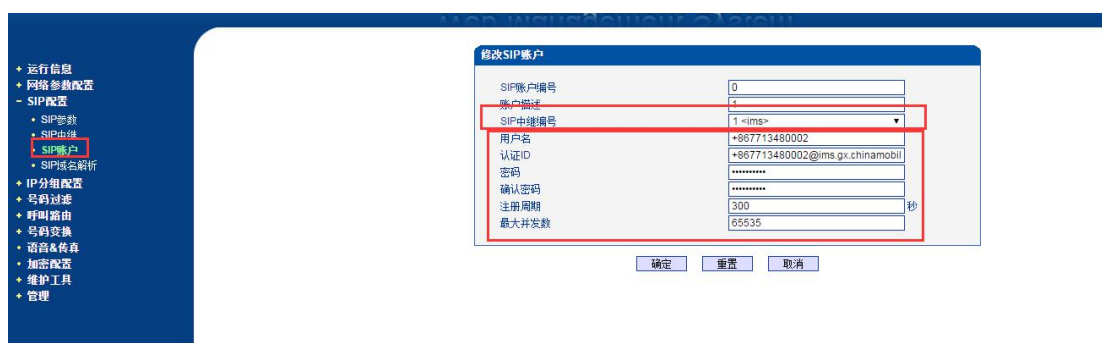 Web Management System
+ 运行信息
+ 网络参数配置
- SIP配置
• SIP参数
• SIP中继
• SIP账户
• SIP域名解析
+ IP分组配置
+ 号码过滤
+ 呼叫路由
+ 号码变换
• 语音&传真
• 加密配置
+ 维护工具
+ 管理
修改SIP账户
SIP账户编号 0
账户描述 1
SIP中继编号 1 <ims>
用户名 +867713480002
认证ID +867713480002@ims.gx.chinamobil
密码 ••••••••••
确认密码 ••••••••••
注册周期 300 秒
最大并发数 65535
确定 重置 取消